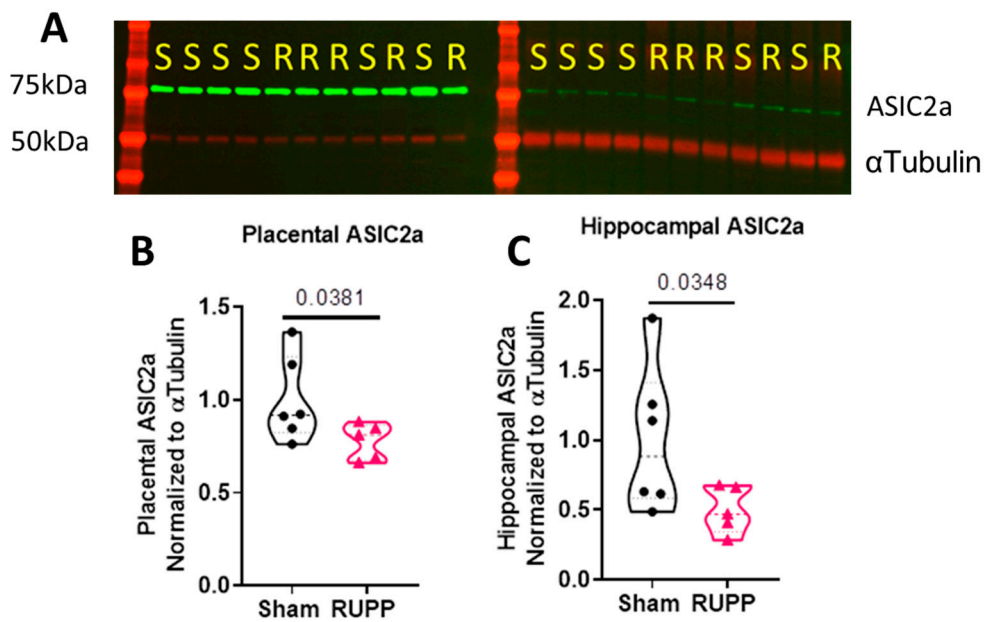 A
S S S S R R R S R S R
S S S S R R R S R S R
75kDa
50kDa
ASIC2a
αTubulin
B
Placental ASIC2a
0.0381
1.5
1.0
0.5
0.0
Placental ASIC2a
Normalized to αTubulin
Sham RUPP
C
Hippocampal ASIC2a
0.0348
2.0
1.5
1.0
0.5
0.0
Hippocampal ASIC2a
Normalized to αTubulin
Sham RUPP